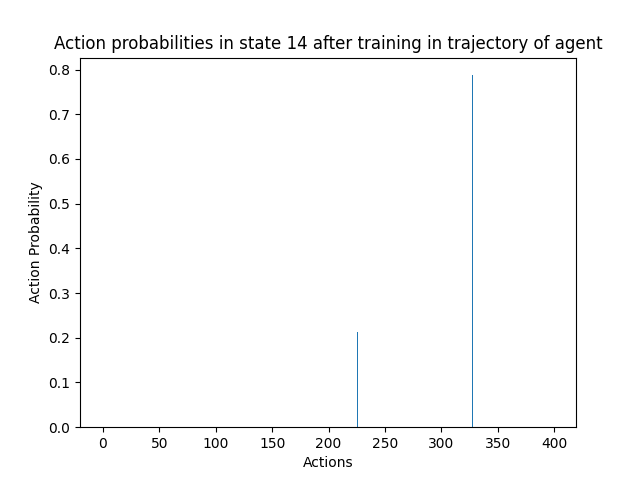 Action probabilities in state 14 after training in trajectory of agent
0.8
0.7
0.6
0.5
0.4
0.3
0.2
0.1
0.0
Action Probability
0 50 100 150 200 250 300 350 400
Actions